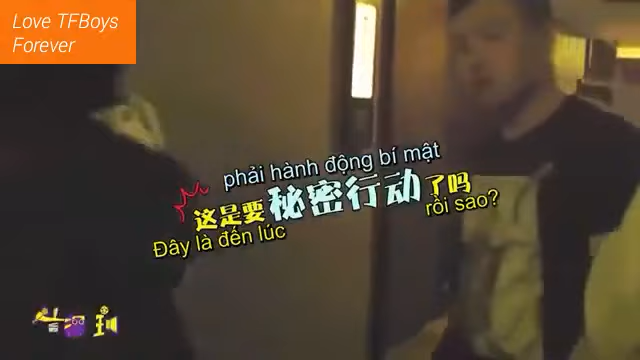 Love TFBoys
Forever
phải hành động bí mật
这是要秘密行动了吗
Đây là đến lúc
rồi sao?